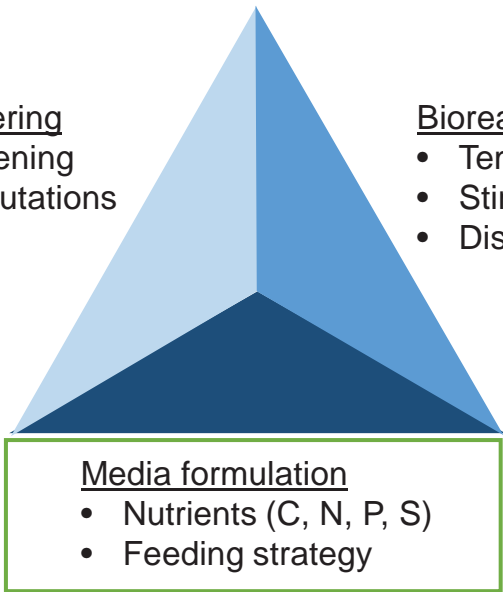 ering
ening
utations
Biorea
• Ter
• Stir
• Dis
Media formulation
• Nutrients (C, N, P, S)
• Feeding strategy